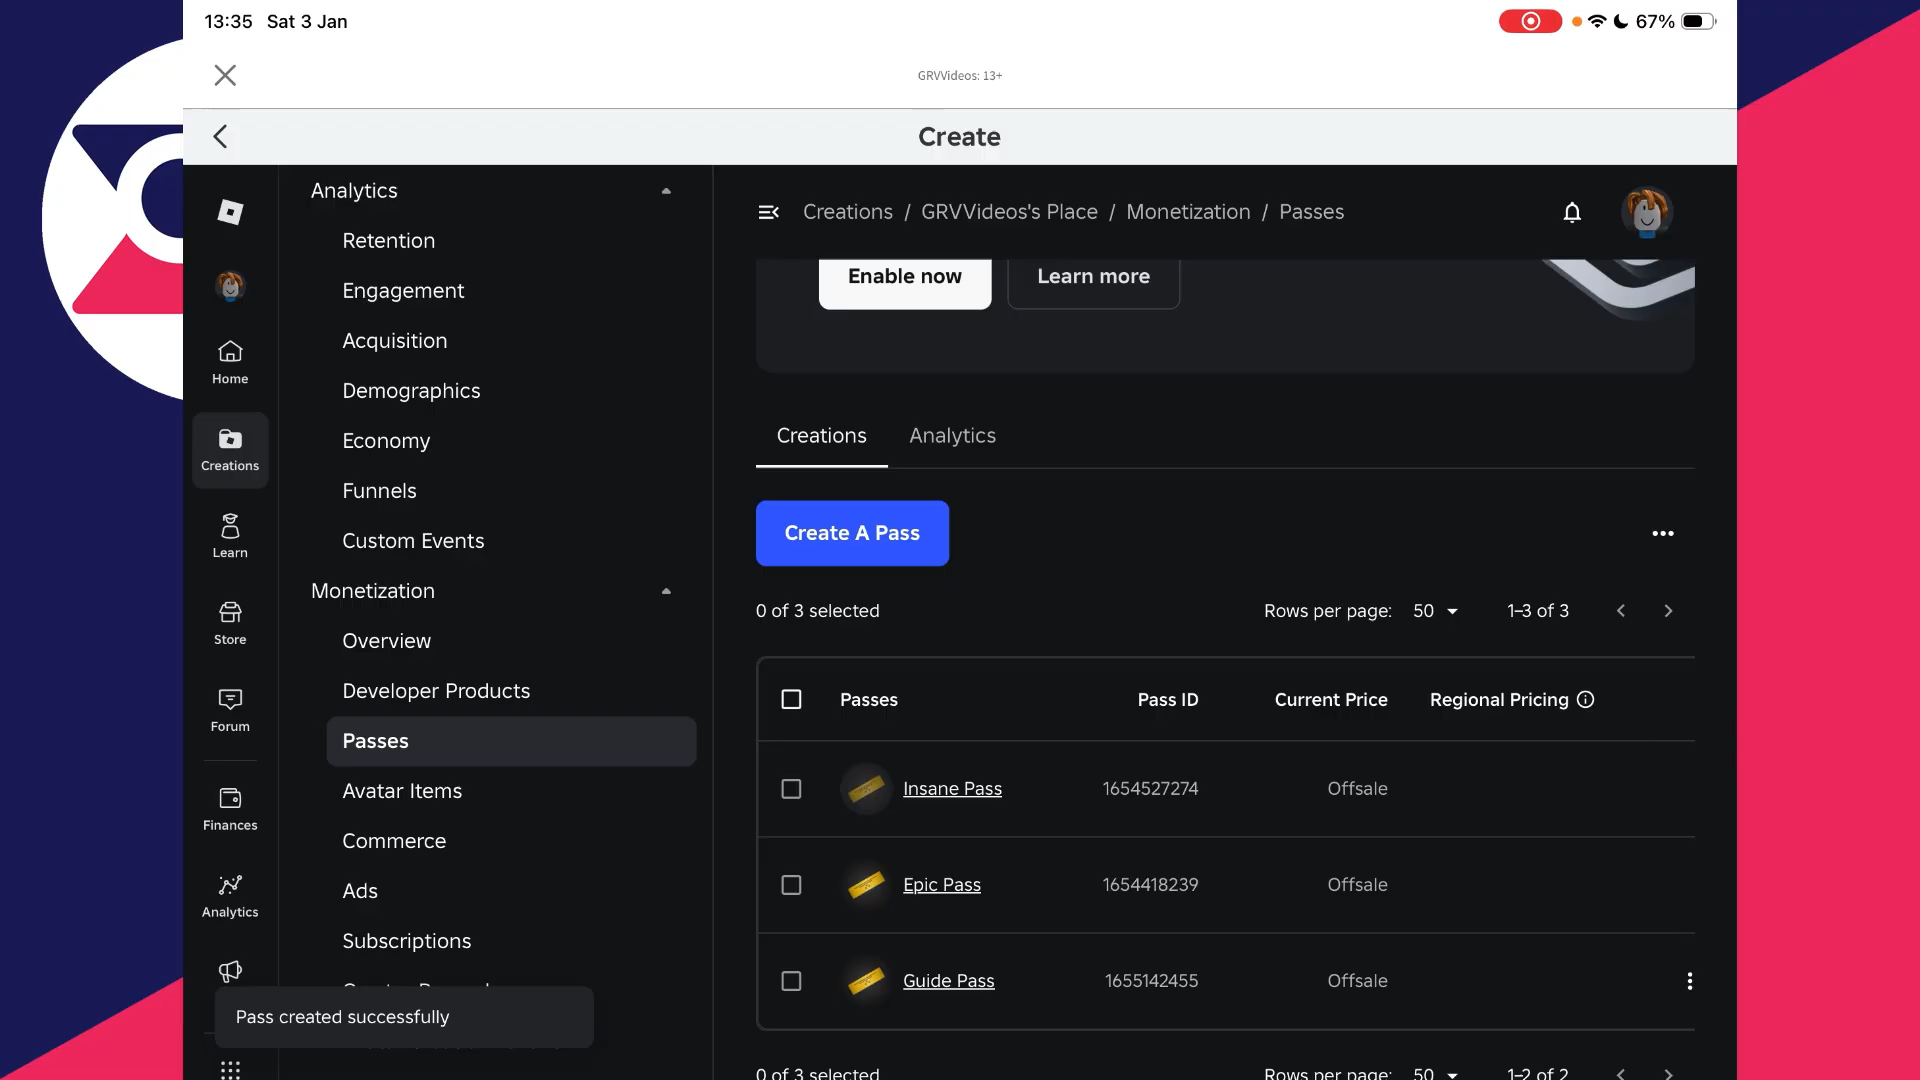 13:35 Sat 3 Jan
67%
GRVVideos: 13+
Create
Home
Creations
Learn
Store
Forum
Finances
Analytics
Analytics
Retention
Engagement
Acquisition
Demographics
Economy
Funnels
Custom Events
Monetization
Overview
Developer Products
Passes
Avatar Items
Commerce
Ads
Subscriptions
Pass created successfully
Creations / GRVVideos's Place / Monetization / Passes
Enable now Learn more
Creations Analytics
Create A Pass
0 of 3 selected Rows per page: 50 1–3 of 3
Passes Pass ID Current Price Regional Pricing
Insane Pass 1654527274 Offsale
Epic Pass 1654418239 Offsale
Guide Pass 1655142455 Offsale
0 of 3 selected Rows per page: 50 1–2 of 2